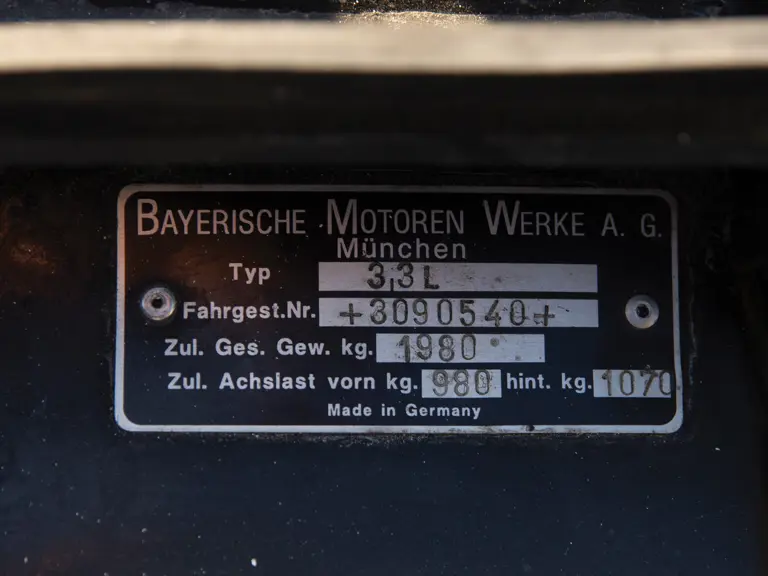 BAYERISCHE MOTOREN WERKE A. G.
München
Typ 3,3L
Fahrgest.Nr. +3090540+
Zul. Ges. Gew. kg. 1980
Zul. Achslast vorn kg. 980 hint. kg. 1070
Made in Germany